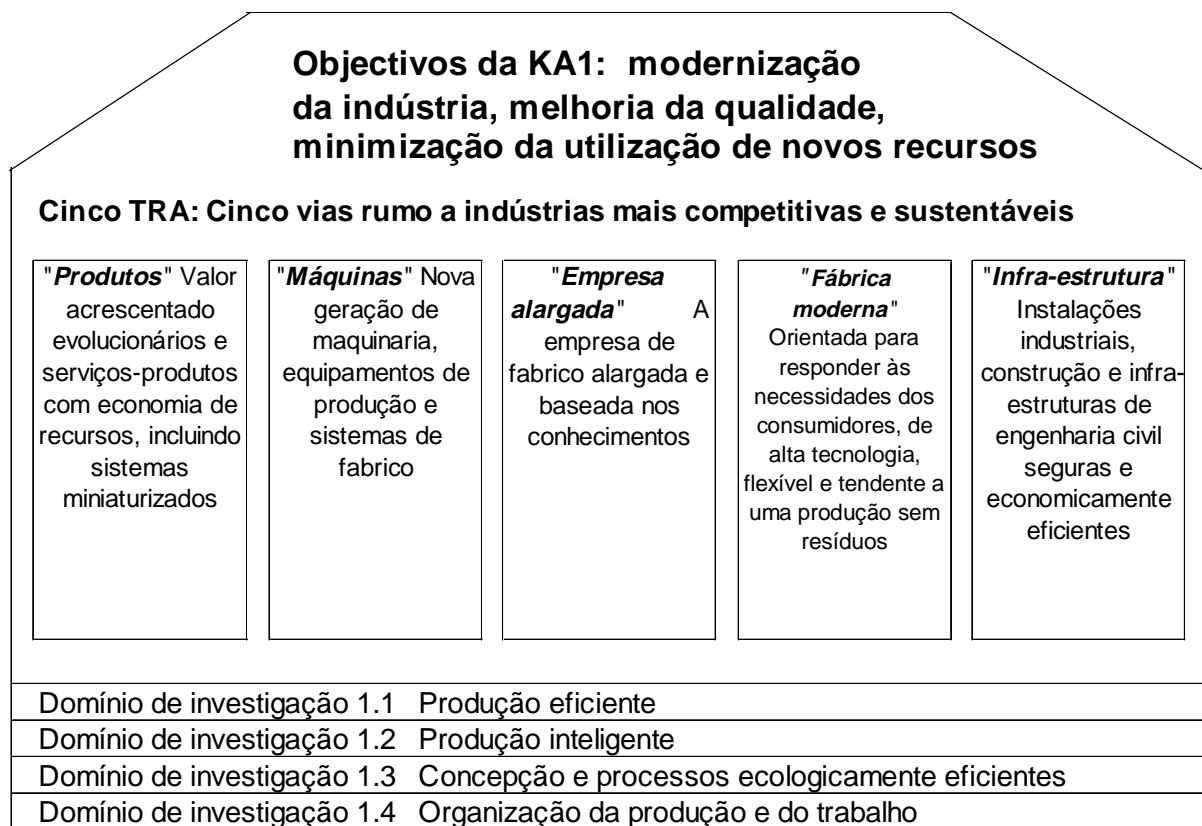 Objectivos da KA1: modernização
da indústria, melhoria da qualidade,
minimização da utilização de novos recursos
Cinco TRA: Cinco vias rumo a indústrias mais competitivas e sustentáveis
"Produtos" Valor
acrescentado
evolucionários e
serviços-produtos
com economia de
recursos, incluindo
sistemas
miniaturizados
"Máquinas" Nova
geração de
maquinaria,
equipamentos de
produção e
sistemas de
fabrico
"Empresa
alargada" A
empresa de
fabrico alargada e
baseada nos
conhecimentos
"Fábrica
moderna"
Orientada para
responder às
necessidades dos
consumidores, de
alta tecnologia,
flexível e tendente a
uma produção sem
resíduos
"Infra-estrutura"
Instalações
industriais,
construção e infra-
estruturas de
engenharia civil
seguras e
economicamente
eficientes
Domínio de investigação 1.1 Produção eficiente
Domínio de investigação 1.2 Produção inteligente
Domínio de investigação 1.3 Concepção e processos ecologicamente eficientes
Domínio de investigação 1.4 Organização da produção e do trabalho